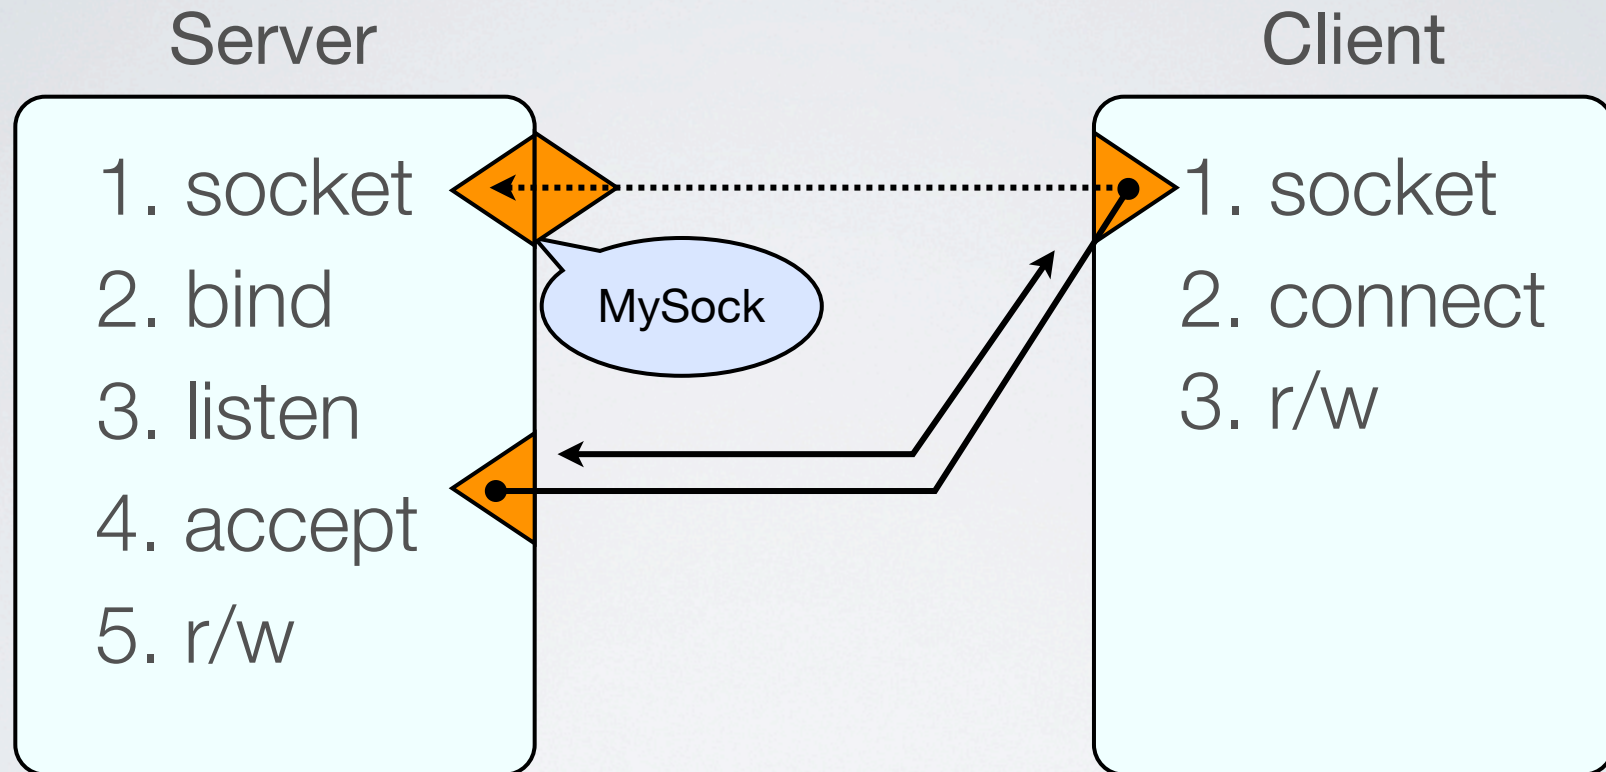 Server
1. socket
2. bind
3. listen
4. accept
5. r/w
MySock
Client
1. socket
2. connect
3. r/w